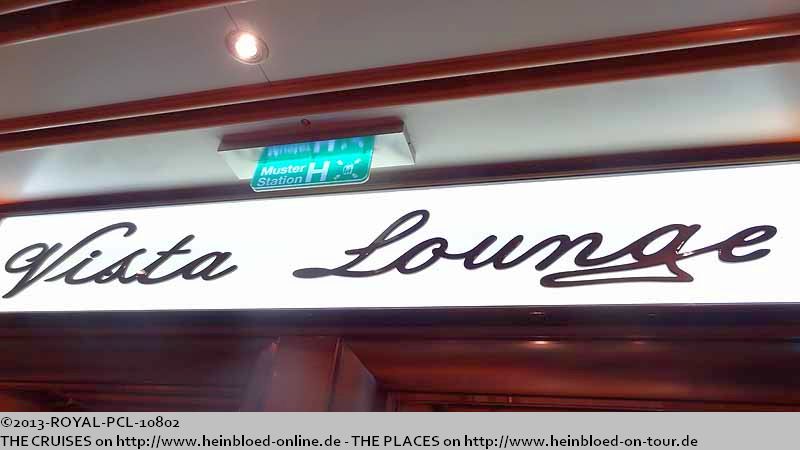 Muster
Station H
Vista Lounge
©2013-ROYAL-PCL-10802
THE CRUISES on http://www.heinbloed-online.de - THE PLACES on http://www.heinbloed-on-tour.de